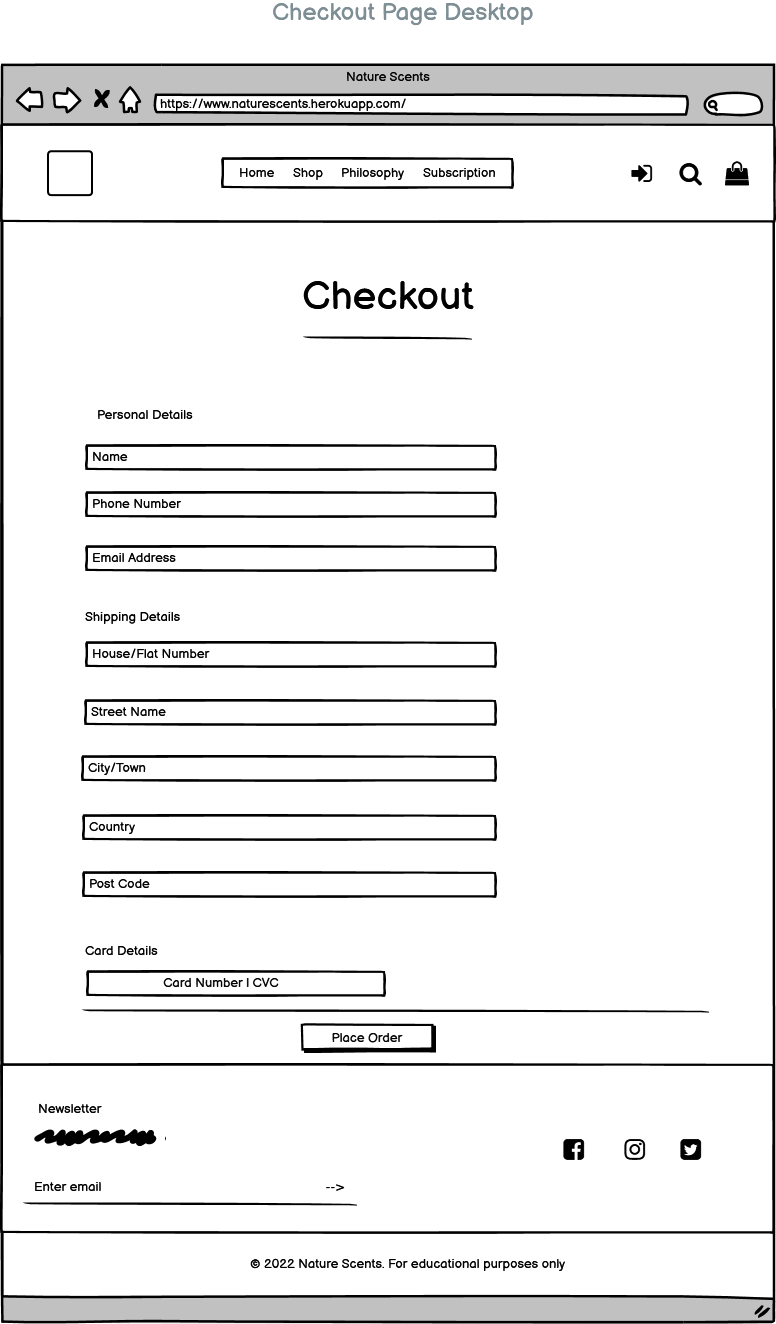 Checkout Page Desktop
Nature Scents
https://www.naturescents.herokuapp.com/
Home Shop Philosophy Subscription
Checkout
Personal Details
Name
Phone Number
Email Address
Shipping Details
House/Flat Number
Street Name
City/Town
Country
Post Code
Card Details
Card Number | CVC
Place Order
Newsletter
Enter email -->
© 2022 Nature Scents. For educational purposes only